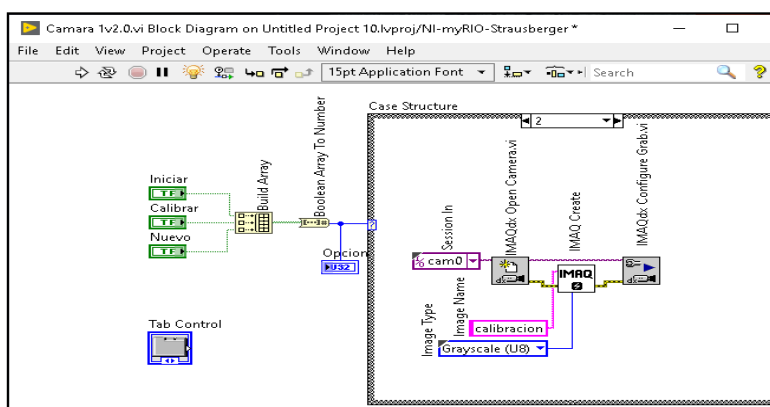 Camara 1v2.0.vi Block Diagram on Untitled Project 10.lvproj/NI-myRIO-Strausberger *
File Edit View Project Operate Tools Window Help
15pt Application Font
Search
Case Structure
2
Iniciar
TF
Calibrar
TF
Nuevo
TF
Build Array
Boolean Array To Number
Opcion
U32
?
Session In
cam0
IMAQdx Open Camera.vi
IMAQ Create
IMAQ
IMAQdx Configure Grab.vi
Image Name
calibracion
Image Type
Grayscale (U8)
Tab Control